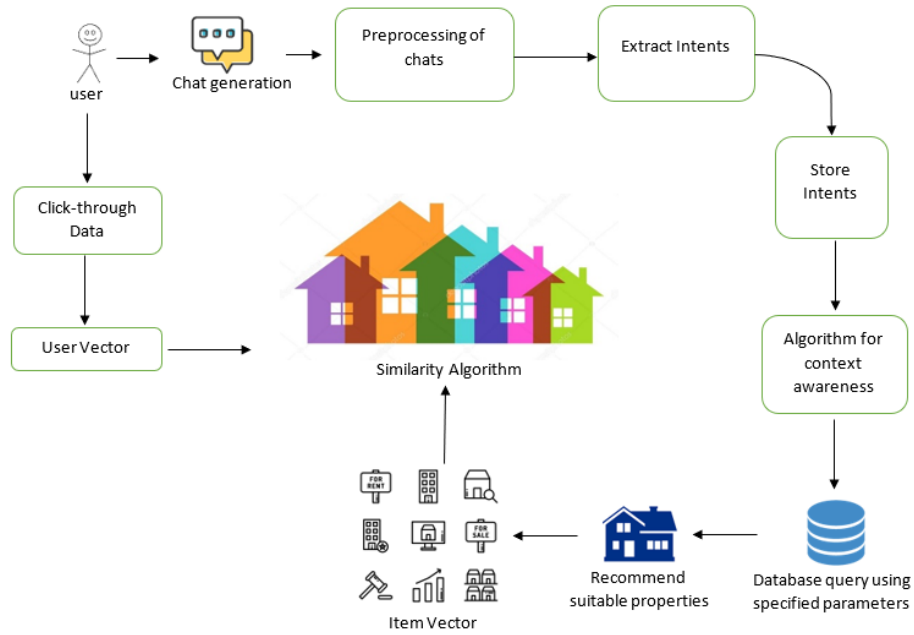 user
Chat generation
Preprocessing of
chats
Extract Intents
Store
Intents
Click-through
Data
User Vector
Similarity Algorithm
Algorithm for
context
awareness
FOR
RENT
FOR
SALE
Item Vector
Recommend
suitable properties
Database query using
specified parameters